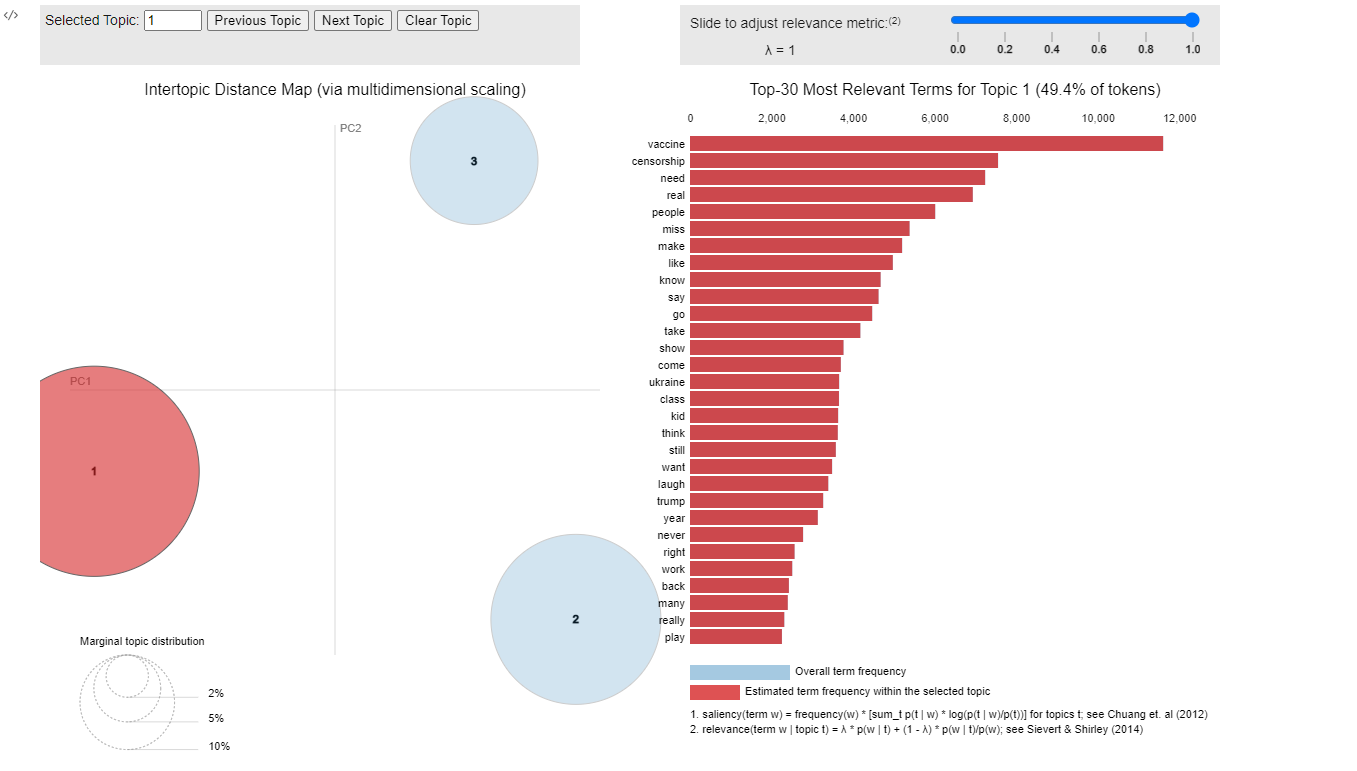 </>
Selected Topic: 1 Previous Topic Next Topic Clear Topic
Slide to adjust relevance metric:(2)
λ = 1
0.0 0.2 0.4 0.6 0.8 1.0
Intertopic Distance Map (via multidimensional scaling)
PC2
3
PC1
1
2
Marginal topic distribution
2%
5%
10%
Top-30 Most Relevant Terms for Topic 1 (49.4% of tokens)
0 2,000 4,000 6,000 8,000 10,000 12,000
vaccine
censorship
need
real
people
miss
make
like
know
say
go
take
show
come
ukraine
class
kid
think
still
want
laugh
trump
year
never
right
work
back
many
really
play
Overall term frequency
Estimated term frequency within the selected topic
1. saliency(term w) = frequency(w) * [sum_t p(t | w) * log(p(t | w)/p(t))] for topics t; see Chuang et. al (2012)
2. relevance(term w | topic t) = λ * p(w | t) + (1 - λ) * p(w | t)/p(w); see Sievert & Shirley (2014)